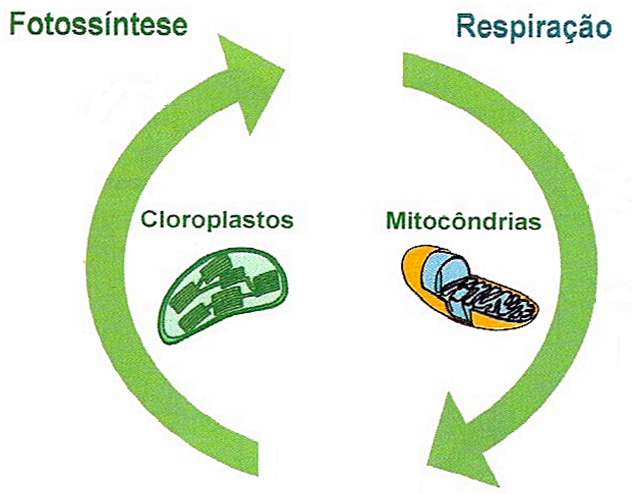 Fotossíntese
Respiração
Cloroplastos
Mitocôndrias